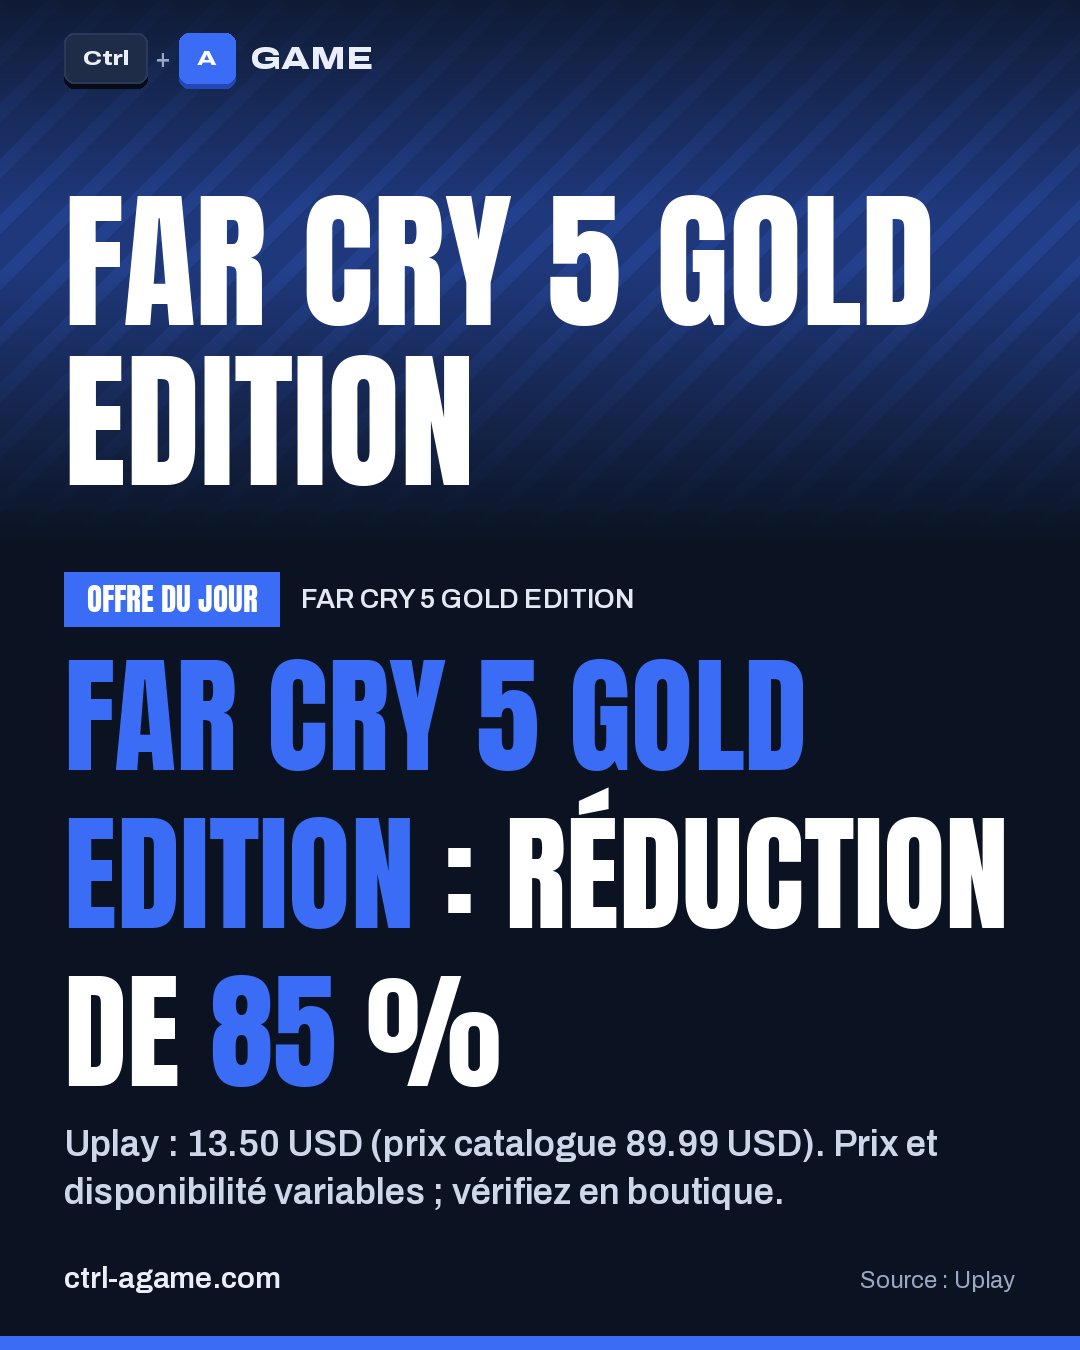 Ctrl + A GAME
FAR CRY 5 GOLD
EDITION
OFFRE DU JOUR FAR CRY 5 GOLD EDITION
FAR CRY 5 GOLD
EDITION : RÉDUCTION
DE 85 %
Uplay : 13.50 USD (prix catalogue 89.99 USD). Prix et
disponibilité variables ; vérifiez en boutique.
ctrl-agame.com Source : Uplay